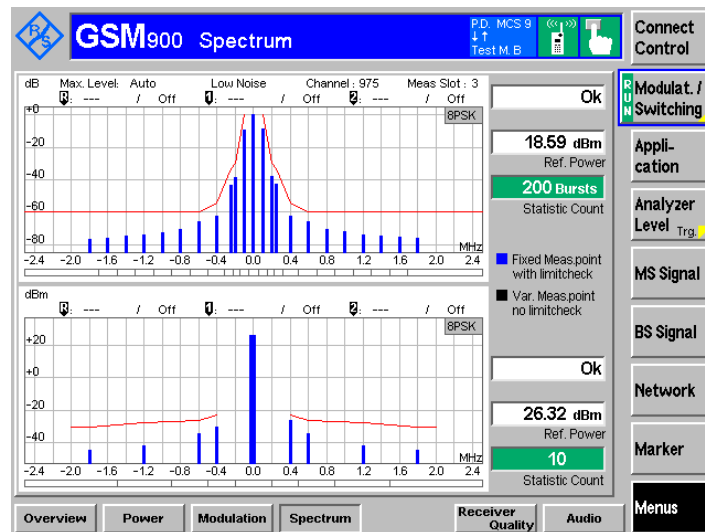 R S
GSM900 Spectrum
P.D. MCS 9
↓↑
Test M. B
Connect Control
dB Max. Level: Auto Low Noise Channel : 975 Meas Slot : 3
R: --- / Off 1: --- / Off 2: --- / Off
8PSK
+0
-20
-40
-60
-80
MHz
-2.4 -2.0 -1.6 -1.2 -0.8 -0.4 0.0 0.4 0.8 1.2 1.6 2.0 2.4
Ok
18.59 dBm
Ref. Power
200 Bursts
Statistic Count
Fixed Meas.point
with limitcheck
Var. Meas.point
no limitcheck
dBm
R: --- / Off 1: --- / Off 2: --- / Off
8PSK
+20
+0
-20
-40
MHz
-2.4 -2.0 -1.6 -1.2 -0.8 -0.4 0.0 0.4 0.8 1.2 1.6 2.0 2.4
Ok
26.32 dBm
Ref. Power
10
Statistic Count
RUN
Modulat. /
Switching
Appli-
cation
Analyzer
Level Trg.
MS Signal
BS Signal
Network
Marker
Menus
Overview Power Modulation Spectrum Receiver Quality Audio